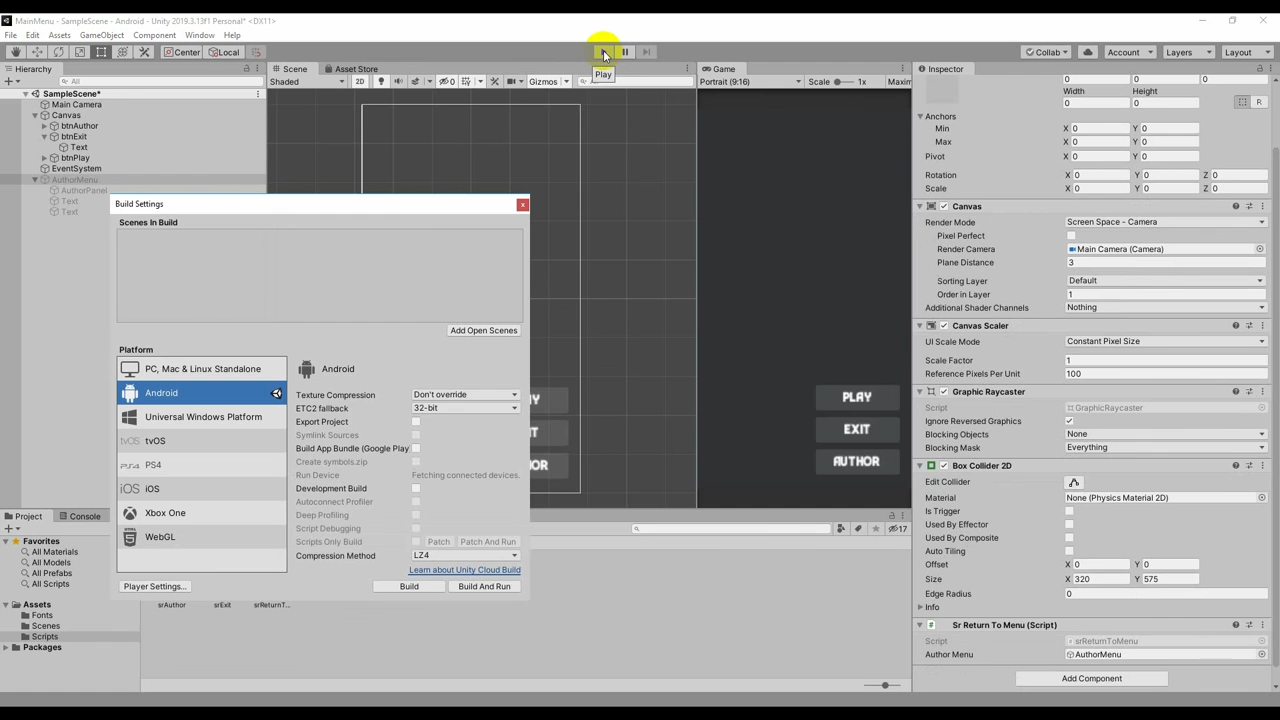 MainMenu - SampleScene - Android - Unity 2019.3.13f1 Personal* <DX11>
File Edit Assets GameObject Component Window Help
Center Local Collab Account Layers Layout
Play
Hierarchy
All
SampleScene*
Main Camera
Canvas
btnAuthor
btnExit
Text
btnPlay
EventSystem
AuthorMenu
AuthorPanel
Text
Text
Scene Asset Store
Shaded 2D 0 Gizmos
Game
Portrait (9:16) Scale 1x Maxim
PLAY
EXIT
AUTHOR
Build Settings
Scenes In Build
Add Open Scenes
Platform
PC, Mac & Linux Standalone
Android
Universal Windows Platform
tvOS tvOS
PS4
iOS iOS
Xbox One
WebGL
Android
Texture Compression Don't override
ETC2 fallback 32-bit
Export Project
Symlink Sources
Build App Bundle (Google Play
Create symbols.zip
Run Device Fetching connected devices.
Development Build
Autoconnect Profiler
Deep Profiling
Script Debugging
Scripts Only Build Patch Patch And Run
Compression Method LZ4
Learn about Unity Cloud Build
Player Settings... Build Build And Run
Y
IT
OR
Project Console
17
Favorites
All Materials
All Models
All Prefabs
All Scripts
Assets
Fonts
Scenes
Scripts
Packages
srAuthor srExit srReturnT...
Inspector
0 0 0
Width Height
0 0 R
Anchors
Min X 0 Y 0
Max X 0 Y 0
Pivot X 0 Y 0
Rotation X 0 Y 0 Z 0
Scale X 0 Y 0 Z 0
Canvas
Render Mode Screen Space - Camera
Pixel Perfect
Render Camera Main Camera (Camera)
Plane Distance 3
Sorting Layer Default
Order in Layer 1
Additional Shader Channels Nothing
Canvas Scaler
UI Scale Mode Constant Pixel Size
Scale Factor 1
Reference Pixels Per Unit 100
Graphic Raycaster
Script GraphicRaycaster
Ignore Reversed Graphics
Blocking Objects None
Blocking Mask Everything
Box Collider 2D
Edit Collider
Material None (Physics Material 2D)
Is Trigger
Used By Effector
Used By Composite
Auto Tiling
Offset X 0 Y 0
Size X 320 Y 575
Edge Radius 0
Info
Sr Return To Menu (Script)
Script srReturnToMenu
Author Menu AuthorMenu
Add Component